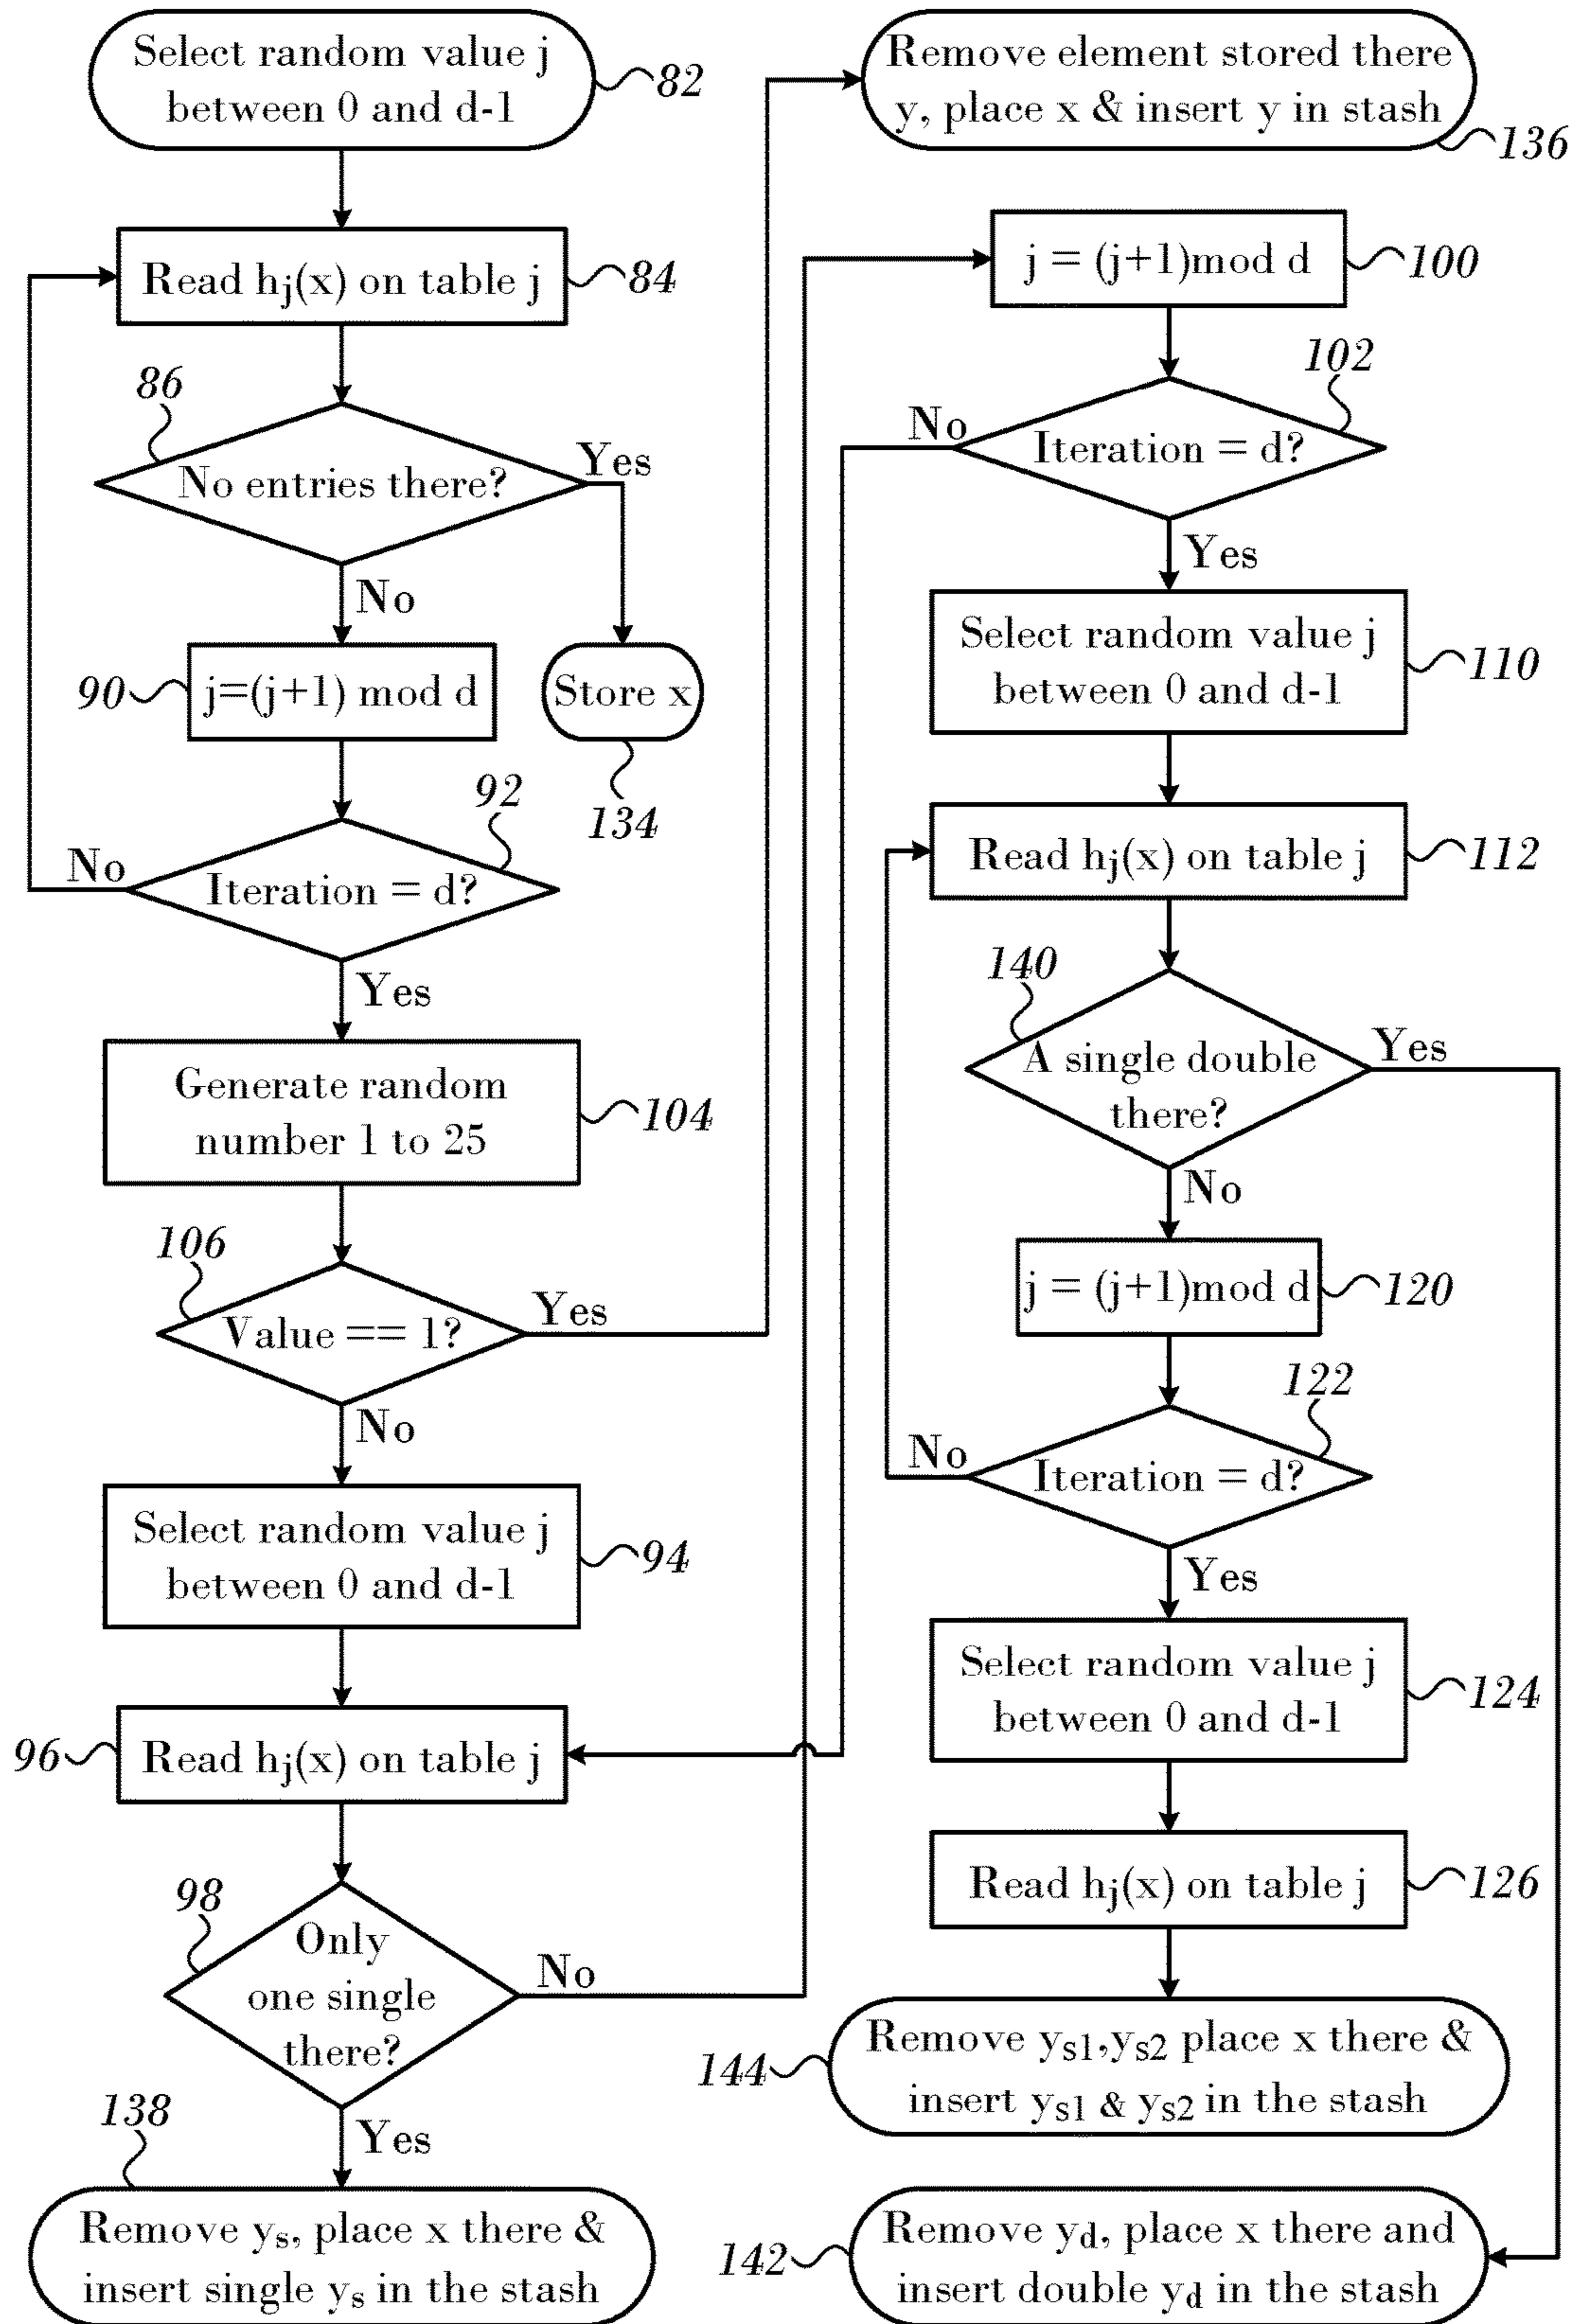 Select random value j
between 0 and d-1
82
Read hj(x) on table j
84
86
No entries there?
Yes
No
j=(j+1) mod d
90
Store x
134
92
Iteration = d?
No
Yes
Generate random
number 1 to 25
104
106
Value == 1?
Yes
No
Select random value j
between 0 and d-1
94
Read hj(x) on table j
96
98
Only
one single
there?
No
Yes
138
Remove ys, place x there &
insert single ys in the stash
Remove element stored there
y, place x & insert y in stash
136
j = (j+1)mod d
100
102
Iteration = d?
No
Yes
Select random value j
between 0 and d-1
110
Read hj(x) on table j
112
140
A single double
there?
Yes
No
j = (j+1)mod d
120
122
Iteration = d?
No
Yes
Select random value j
between 0 and d-1
124
Read hj(x) on table j
126
Remove ys1,ys2 place x there &
insert ys1 & ys2 in the stash
144
Remove yd, place x there and
insert double yd in the stash
142